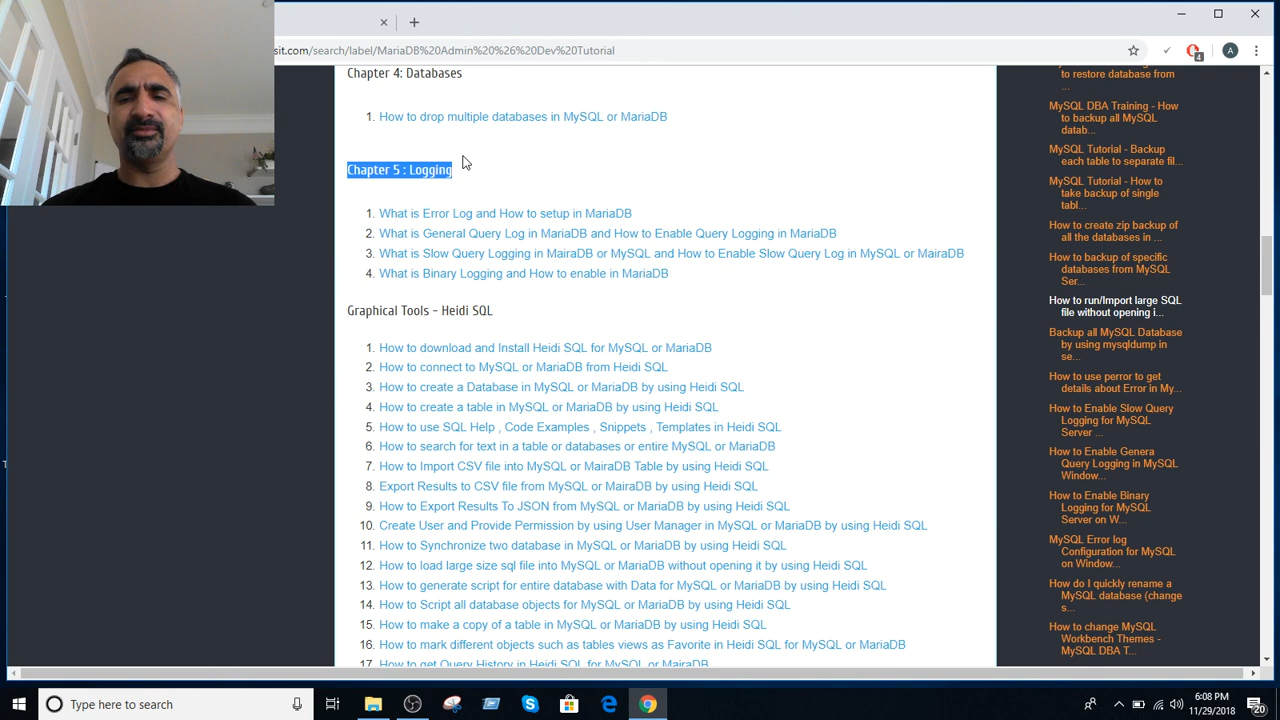 sit.com/search/label/MariaDB%20Admin%20%26%20Dev%20Tutorial
4
A
Chapter 4: Databases
1. How to drop multiple databases in MySQL or MariaDB
Chapter 5 : Logging
1. What is Error Log and How to setup in MariaDB
2. What is General Query Log in MariaDB and How to Enable Query Logging in MariaDB
3. What is Slow Query Logging in MairaDB or MySQL and How to Enable Slow Query Log in MySQL or MairaDB
4. What is Binary Logging and How to enable in MariaDB
Graphical Tools - Heidi SQL
1. How to download and Install Heidi SQL for MySQL or MariaDB
2. How to connect to MySQL or MariaDB from Heidi SQL
3. How to create a Database in MySQL or MariaDB by using Heidi SQL
4. How to create a table in MySQL or MariaDB by using Heidi SQL
5. How to use SQL Help , Code Examples , Snippets , Templates in Heidi SQL
6. How to search for text in a table or databases or entire MySQL or MariaDB
7. How to Import CSV file into MySQL or MairaDB Table by using Heidi SQL
8. Export Results to CSV file from MySQL or MairaDB by using Heidi SQL
9. How to Export Results To JSON from MySQL or MariaDB by using Heidi SQL
10. Create User and Provide Permission by using User Manager in MySQL or MariaDB by using Heidi SQL
11. How to Synchronize two database in MySQL or MariaDB by using Heidi SQL
12. How to load large size sql file into MySQL or MariaDB without opening it by using Heidi SQL
13. How to generate script for entire database with Data for MySQL or MariaDB by using Heidi SQL
14. How to Script all database objects for MySQL or MariaDB by using Heidi SQL
15. How to make a copy of a table in MySQL or MariaDB by using Heidi SQL
16. How to mark different objects such as tables views as Favorite in Heidi SQL for MySQL or MariaDB
17. How to get Query History in Heidi SQL for MySQL or MairaDB
to restore database from
...
MySQL DBA Training - How
to backup all MySQL
datab...
MySQL Tutorial - Backup
each table to separate fil...
MySQL Tutorial - How to
take backup of single
tabl...
How to create zip backup of
all the databases in ...
How to backup of specific
databases from MySQL
Ser...
How to run/Import large SQL
file without opening i...
Backup all MySQL Database
by using mysqldump in
se...
How to use perror to get
details about Error in My...
How to Enable Slow Query
Logging for MySQL
Server ...
How to Enable Genera
Query Logging in MySQL
Window...
How to Enable Binary
Logging for MySQL
Server on W...
MySQL Error log
Configuration for MySQL
on Window...
How do I quickly rename a
MySQL database (change
s...
How to change MySQL
Workbench Themes -
MySQL DBA T...
Type here to search
6:08 PM
11/29/2018
20